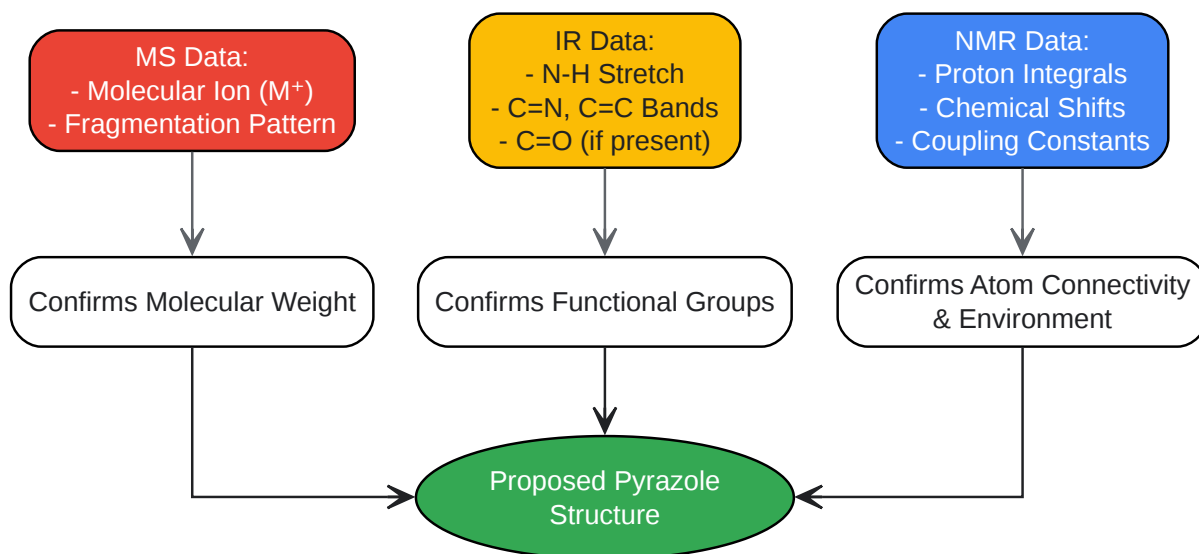 MS Data:
- Molecular Ion (M⁺)
- Fragmentation Pattern
IR Data:
- N-H Stretch
- C=N, C=C Bands
- C=O (if present)
NMR Data:
- Proton Integrals
- Chemical Shifts
- Coupling Constants
Confirms Molecular Weight
Confirms Functional Groups
Confirms Atom Connectivity
& Environment
Proposed Pyrazole
Structure